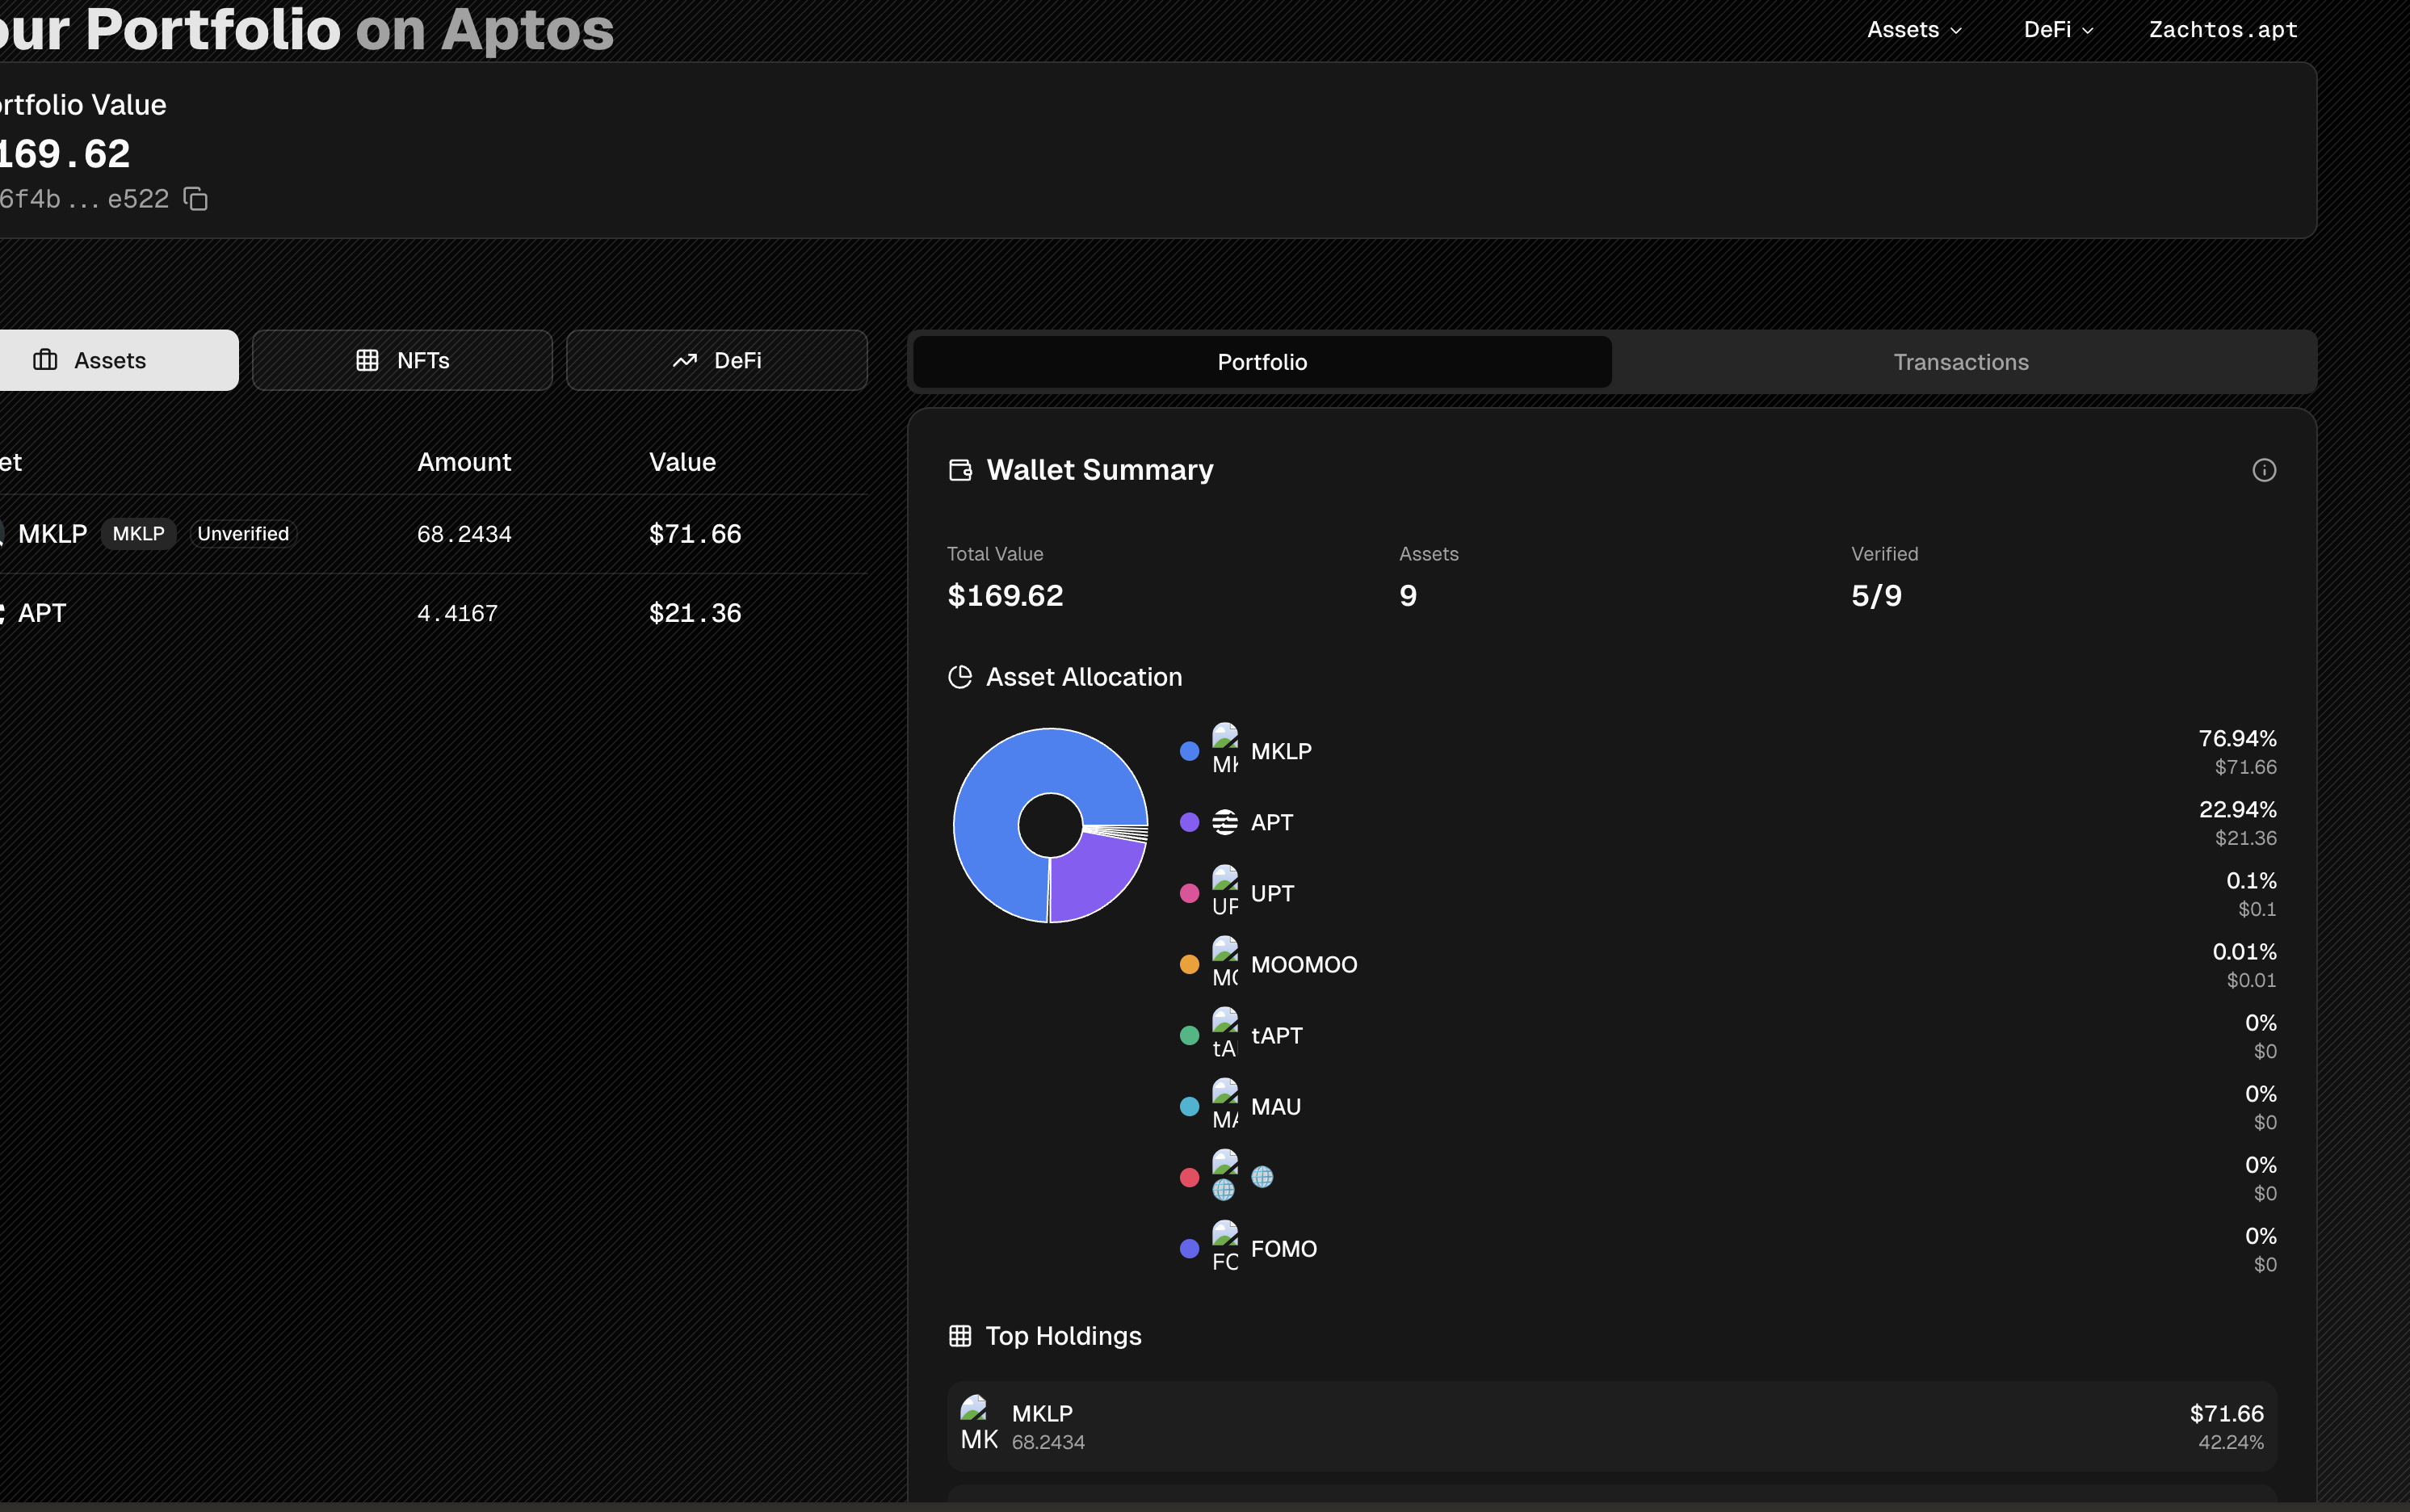 our Portfolio on Aptos
Assets
DeFi
Zachtos.apt
rtfolio Value
169.62
6f4b ... e522
Assets
NFTs
DeFi
Portfolio
Transactions
et
Amount
Value
MKLP
MKLP
Unverified
68.2434
$71.66
APT
4.4167
$21.36
Wallet Summary
Total Value
Assets
Verified
$169.62
9
5/9
Asset Allocation
MK
MKLP
76.94%
$71.66
APT
22.94%
$21.36
UP
UPT
0.1%
$0.1
MO
MOOMOO
0.01%
$0.01
tA
tAPT
0%
$0
MA
MAU
0%
$0
🌐
🌐
0%
$0
FO
FOMO
0%
$0
Top Holdings
MK
MKLP
68.2434
$71.66
42.24%